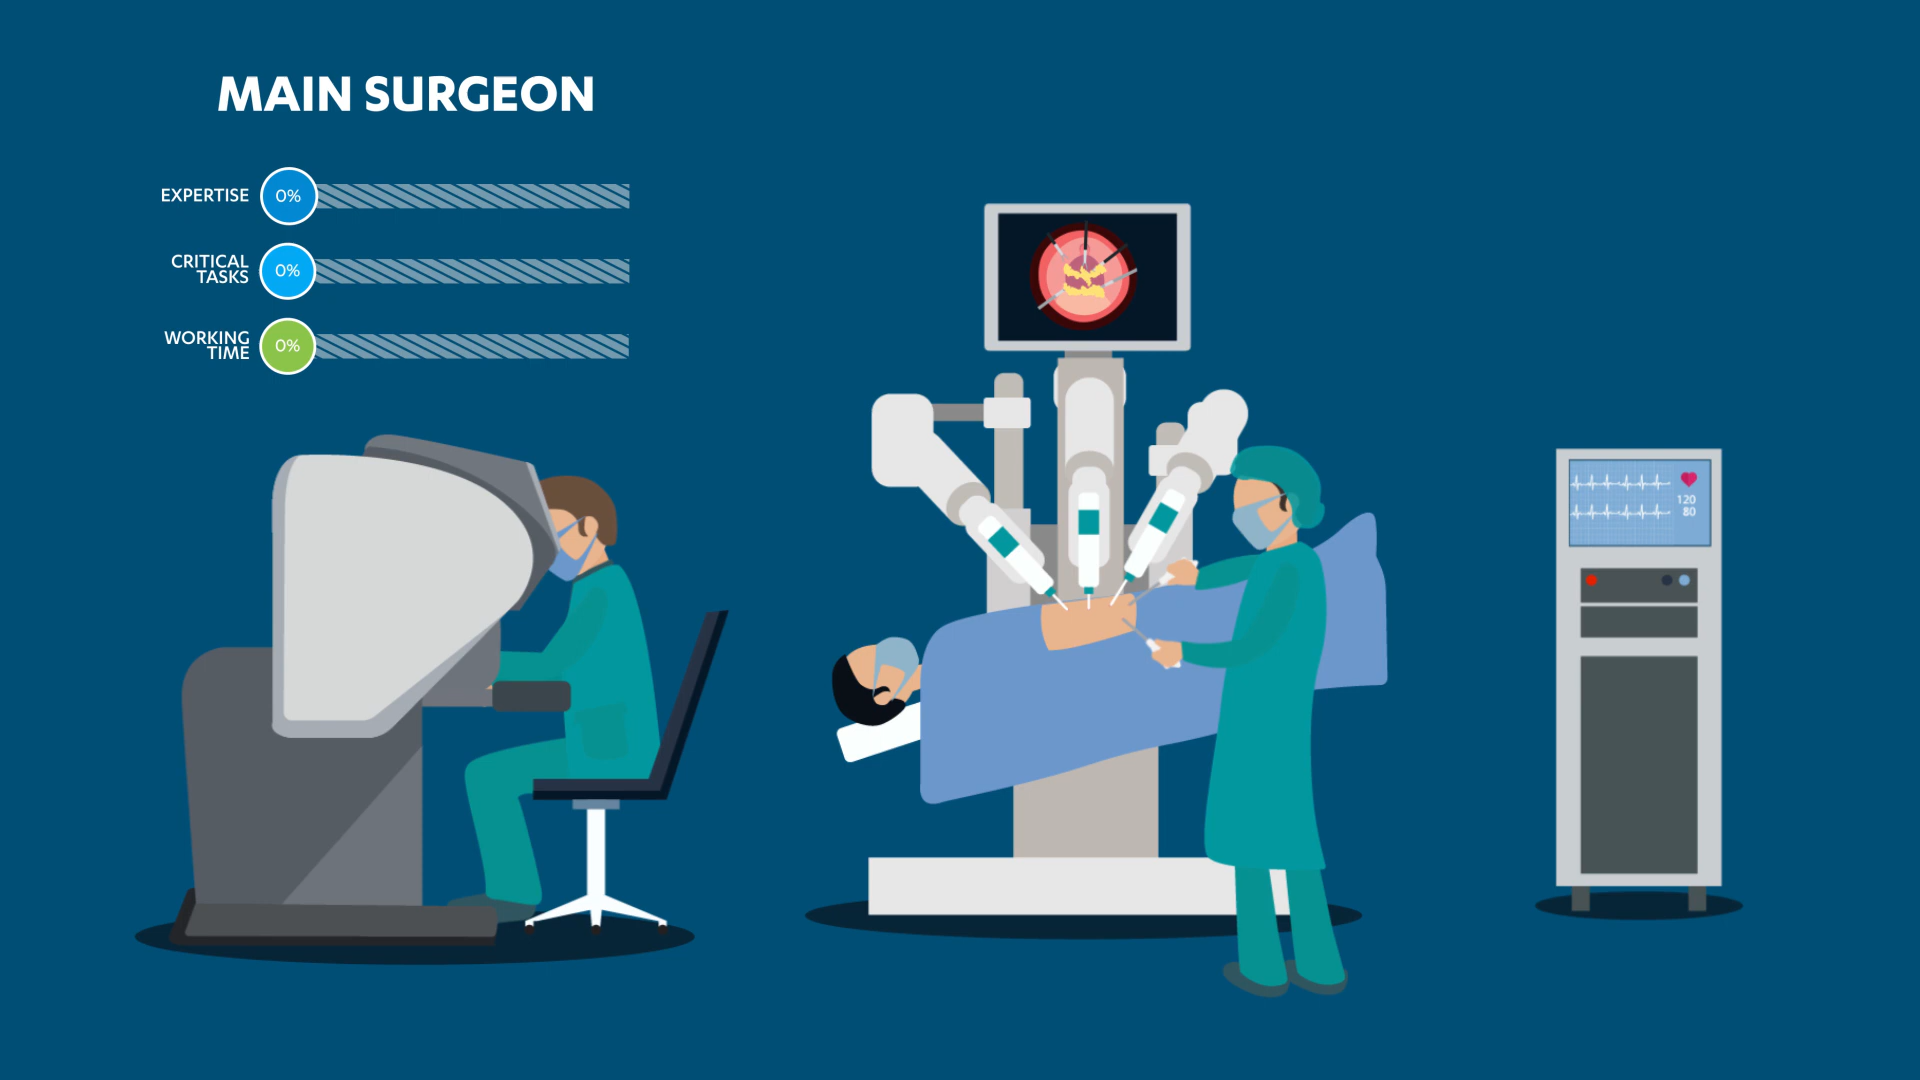 MAIN SURGEON
EXPERTISE 0%
CRITICAL
TASKS 0%
WORKING
TIME 0%
120
80